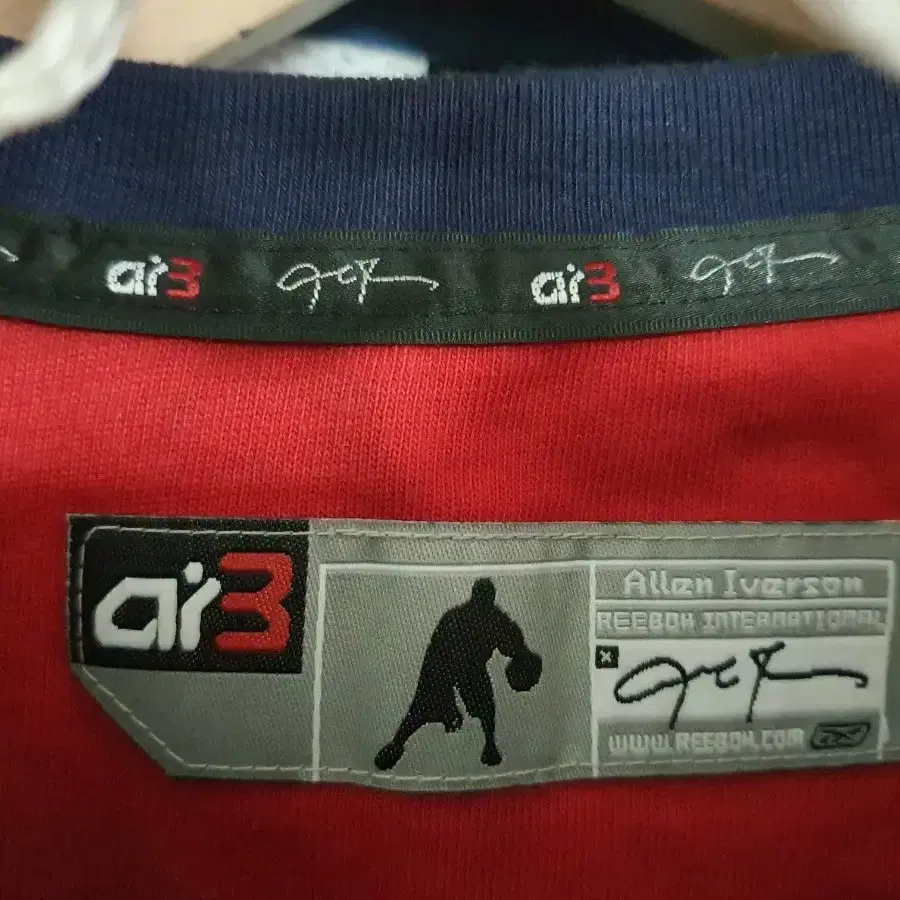 ai3 ai3
ai3
Allen Iverson
REEBOK INTERNATIONAL
x
WWW.REEBOK.COM